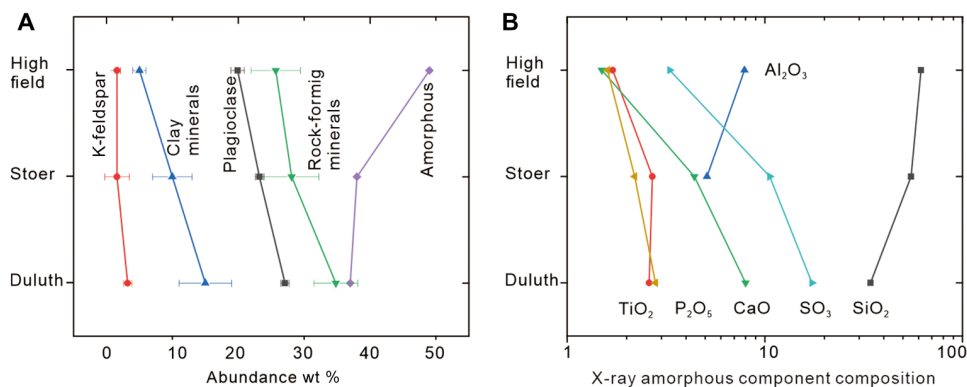 A
B
High
field
Stoer
Duluth
K-feldspar
Clay
minerals
Plagioclase
Rock-formig
minerals
Amorphous
0 10 20 30 40 50
Abundance wt %
High
field
Stoer
Duluth
Al₂O₃
TiO₂ P₂O₅ CaO SO₃ SiO₂
1 10 100
X-ray amorphous component composition